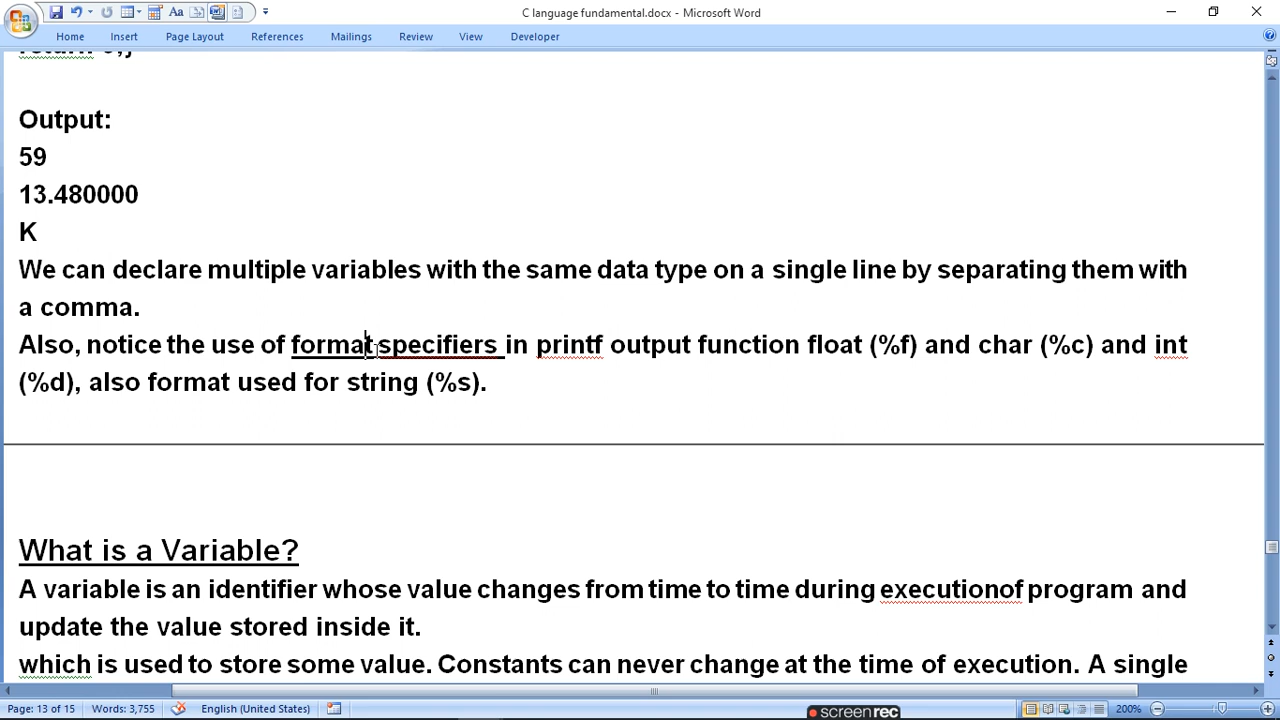 C language fundamental.docx - Microsoft Word
Home Insert Page Layout References Mailings Review View Developer
Output:
59
13.480000
K
We can declare multiple variables with the same data type on a single line by separating them with
a comma.
Also, notice the use of format specifiers in printf output function float (%f) and char (%c) and int
(%d), also format used for string (%s).
What is a Variable?
A variable is an identifier whose value changes from time to time during executionof program and
update the value stored inside it.
which is used to store some value. Constants can never change at the time of execution. A single
Page: 13 of 15 Words: 3,755 English (United States) 200%
screenrec